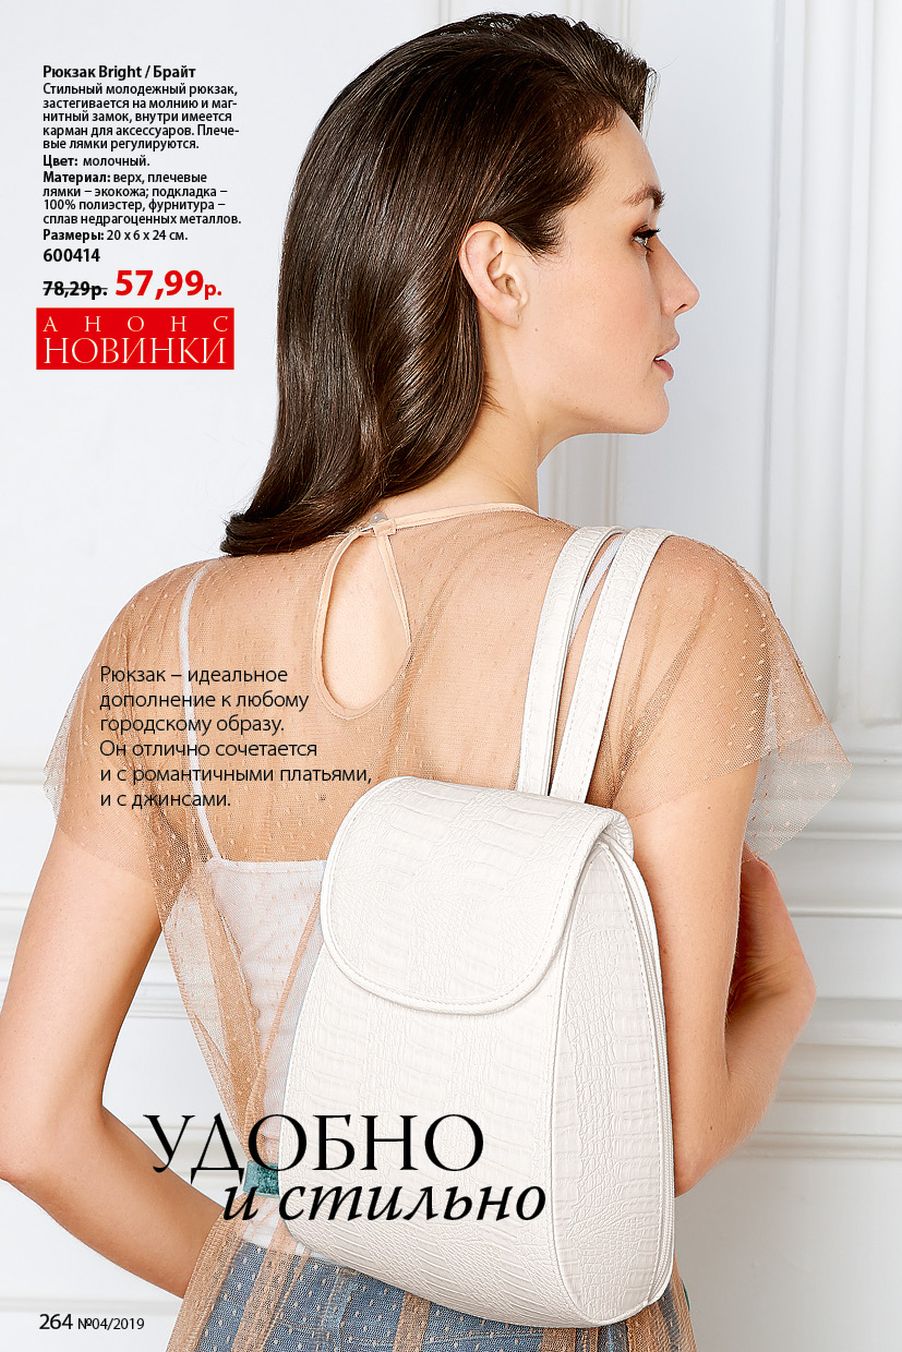 Рюкзак Bright / Брайт
Стильный молодежный рюкзак,
застегивается на молнию и маг-
нитный замок, внутри имеется
карман для аксессуаров. Плече-
вые лямки регулируются.
Цвет: молочный.
Материал: верх, плечевые
лямки – экокожа; подкладка –
100% полиэстер, фурнитура –
сплав недрагоценных металлов.
Размеры: 20 х 6 х 24 см.
600414
78,29р. 57,99р.
АНОНС
НОВИНКИ
Рюкзак – идеальное
дополнение к любому
городскому образу.
Он отлично сочетается
и с романтичными платьями,
и с джинсами.
УДОБНО
и стильно
264 №04/2019